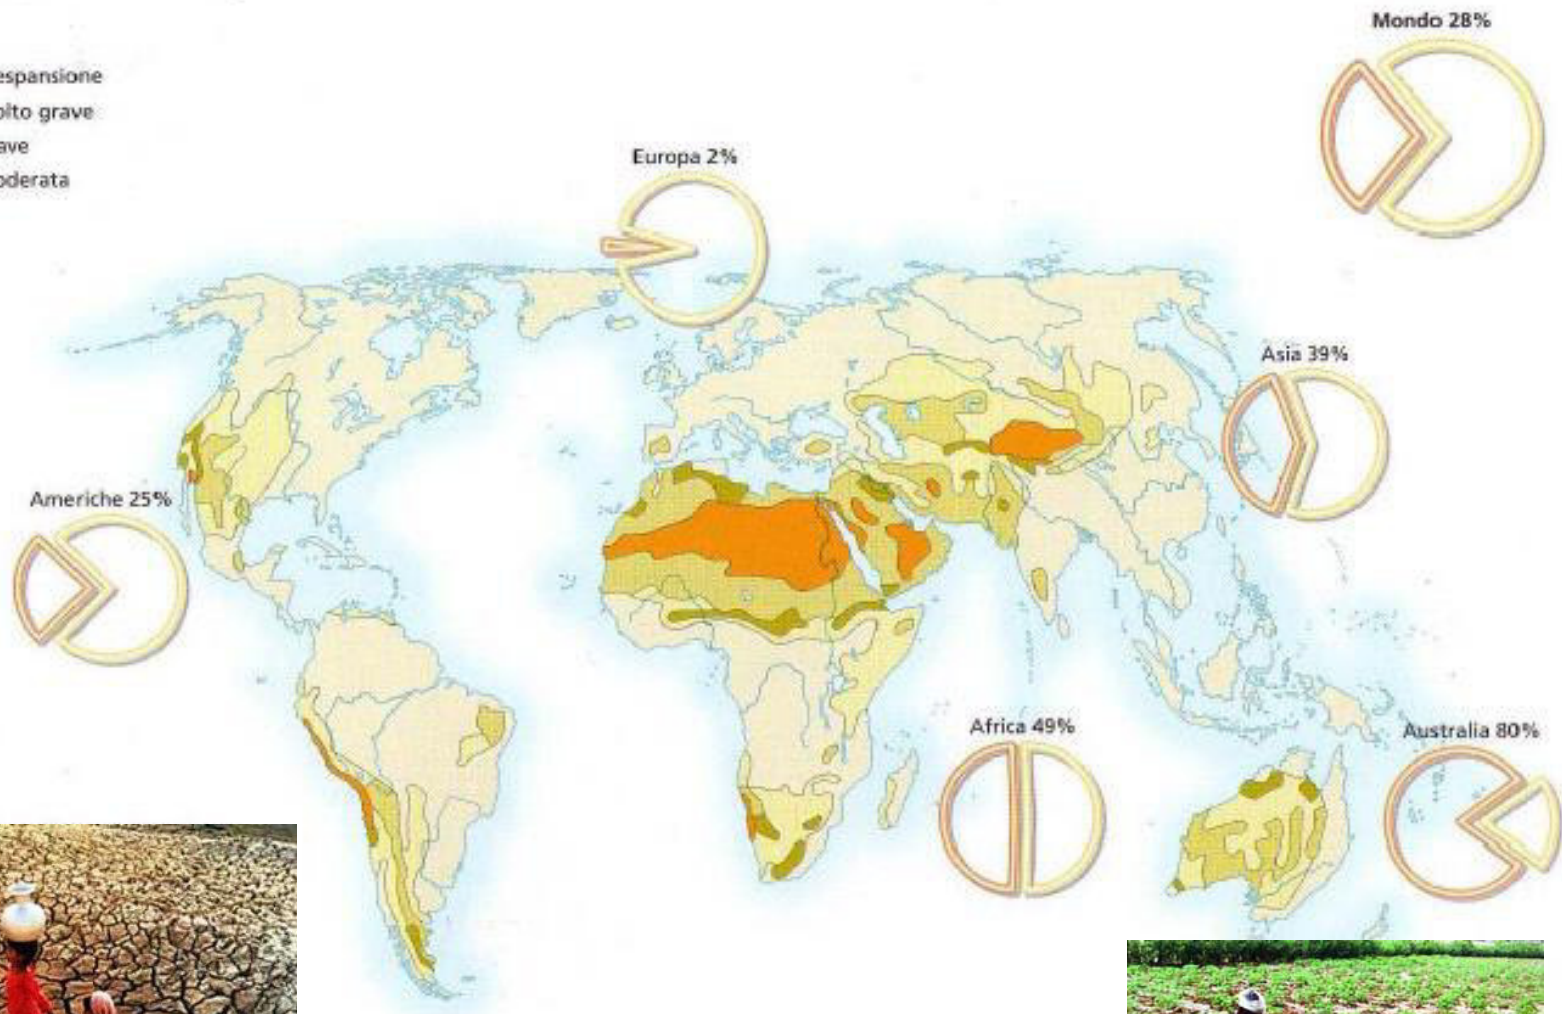 Mondo 28%
espansione
olto grave
ave
oderata
Europa 2%
Asia 39%
Americhe 25%
Africa 49%
Australia 80%